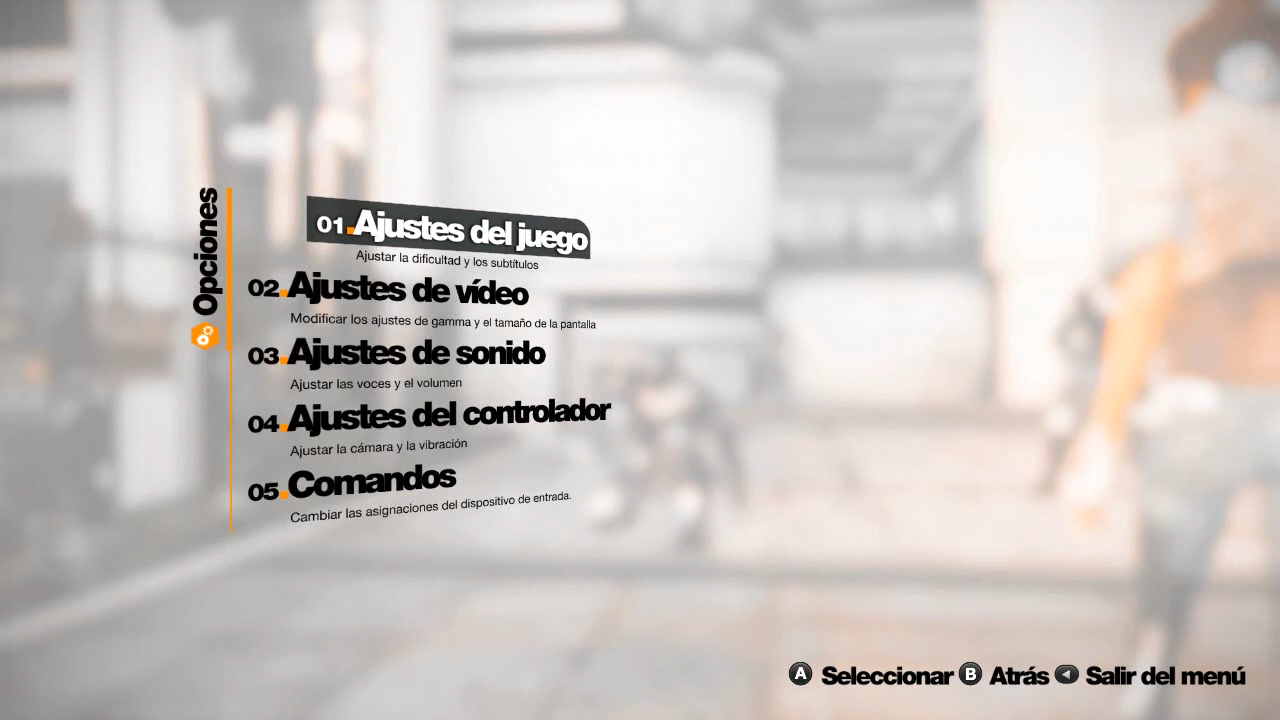 Opciones
01.Ajustes del juego
Ajustar la dificultad y los subtítulos
02.Ajustes de vídeo
Modificar los ajustes de gamma y el tamaño de la pantalla
03.Ajustes de sonido
Ajustar las voces y el volumen
04.Ajustes del controlador
Ajustar la cámara y la vibración
05.Comandos
Cambiar las asignaciones del dispositivo de entrada.
A Seleccionar B Atrás Salir del menú